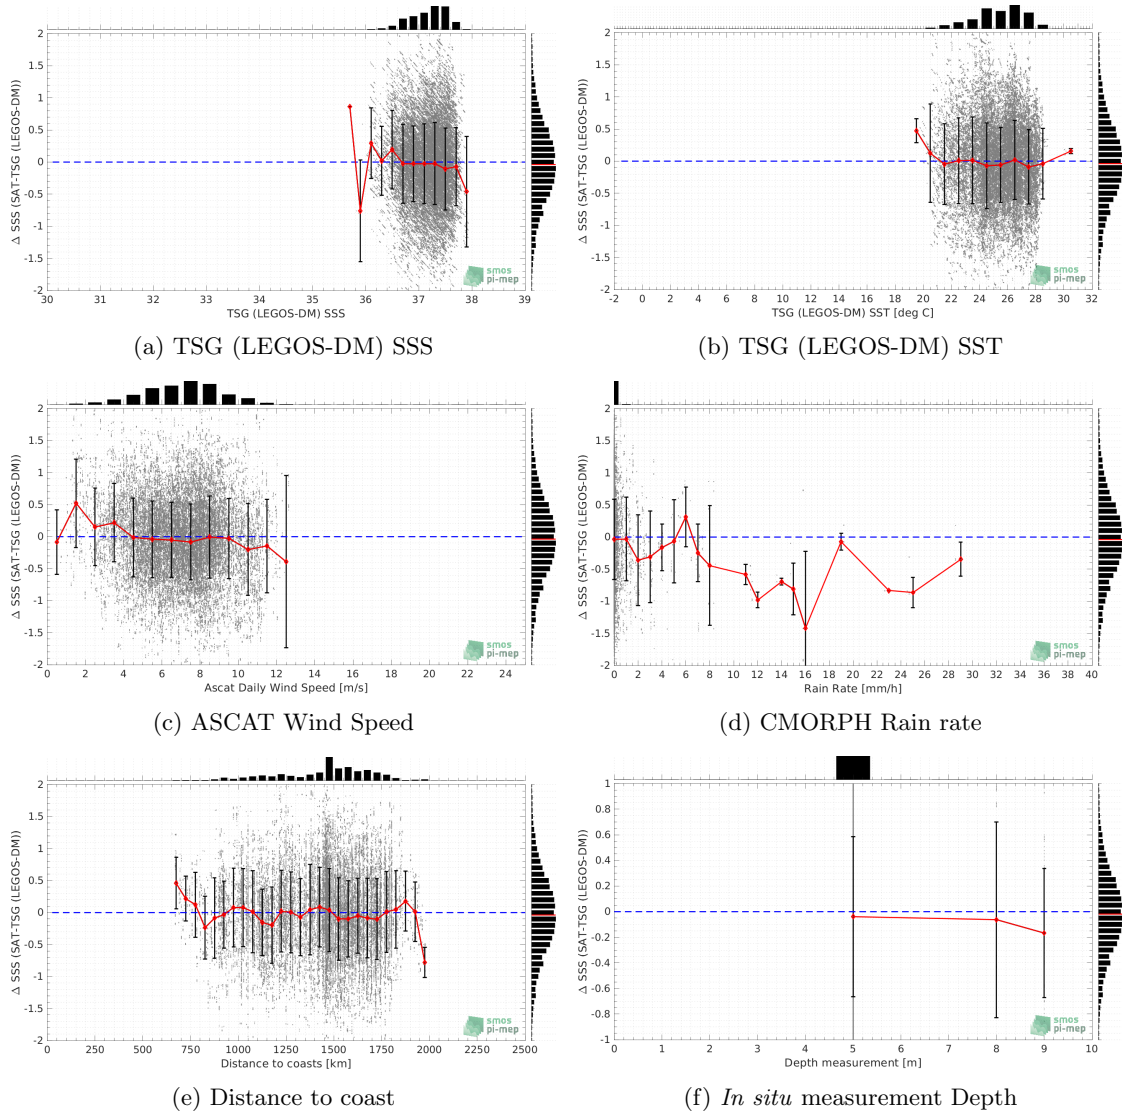 Δ SSS (SAT-TSG (LEGOS-DM))
2
1.5
1
0.5
0
-0.5
-1
-1.5
-2
30 31 32 33 34 35 36 37 38 39
TSG (LEGOS-DM) SSS
smos
pi-mep
(a) TSG (LEGOS-DM) SSS
Δ SSS (SAT-TSG (LEGOS-DM))
2
1.5
1
0.5
0
-0.5
-1
-1.5
-2
-2 0 2 4 6 8 10 12 14 16 18 20 22 24 26 28 30 32
TSG (LEGOS-DM) SST [deg C]
smos
pi-mep
(b) TSG (LEGOS-DM) SST
Δ SSS (SAT-TSG (LEGOS-DM))
2
1.5
1
0.5
0
-0.5
-1
-1.5
-2
0 2 4 6 8 10 12 14 16 18 20 22 24
Ascat Daily Wind Speed [m/s]
smos
pi-mep
(c) ASCAT Wind Speed
Δ SSS (SAT-TSG (LEGOS-DM))
2
1.5
1
0.5
0
-0.5
-1
-1.5
-2
0 2 4 6 8 10 12 14 16 18 20 22 24 26 28 30 32 34 36 38 40
Rain Rate [mm/h]
smos
pi-mep
(d) CMORPH Rain rate
Δ SSS (SAT-TSG (LEGOS-DM))
2
1.5
1
0.5
0
-0.5
-1
-1.5
-2
0 250 500 750 1000 1250 1500 1750 2000 2250 2500
Distance to coasts [km]
smos
pi-mep
(e) Distance to coast
Δ SSS (SAT-TSG (LEGOS-DM))
1
0.8
0.6
0.4
0.2
0
-0.2
-0.4
-0.6
-0.8
-1
0 1 2 3 4 5 6 7 8 9 10
Depth measurement [m]
smos
pi-mep
(f) In situ measurement Depth